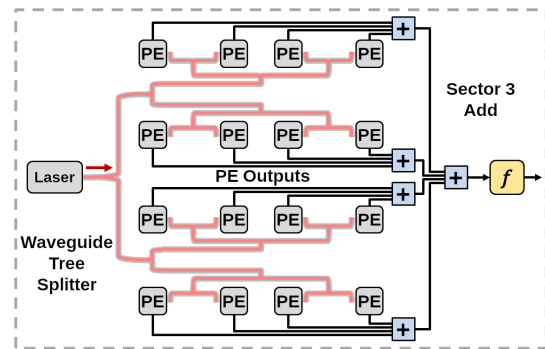 PE PE PE PE +
Sector 3
Add
PE PE PE PE +
Laser
PE Outputs
+ f
+
PE PE PE PE
Waveguide
Tree
Splitter
PE PE PE PE
+